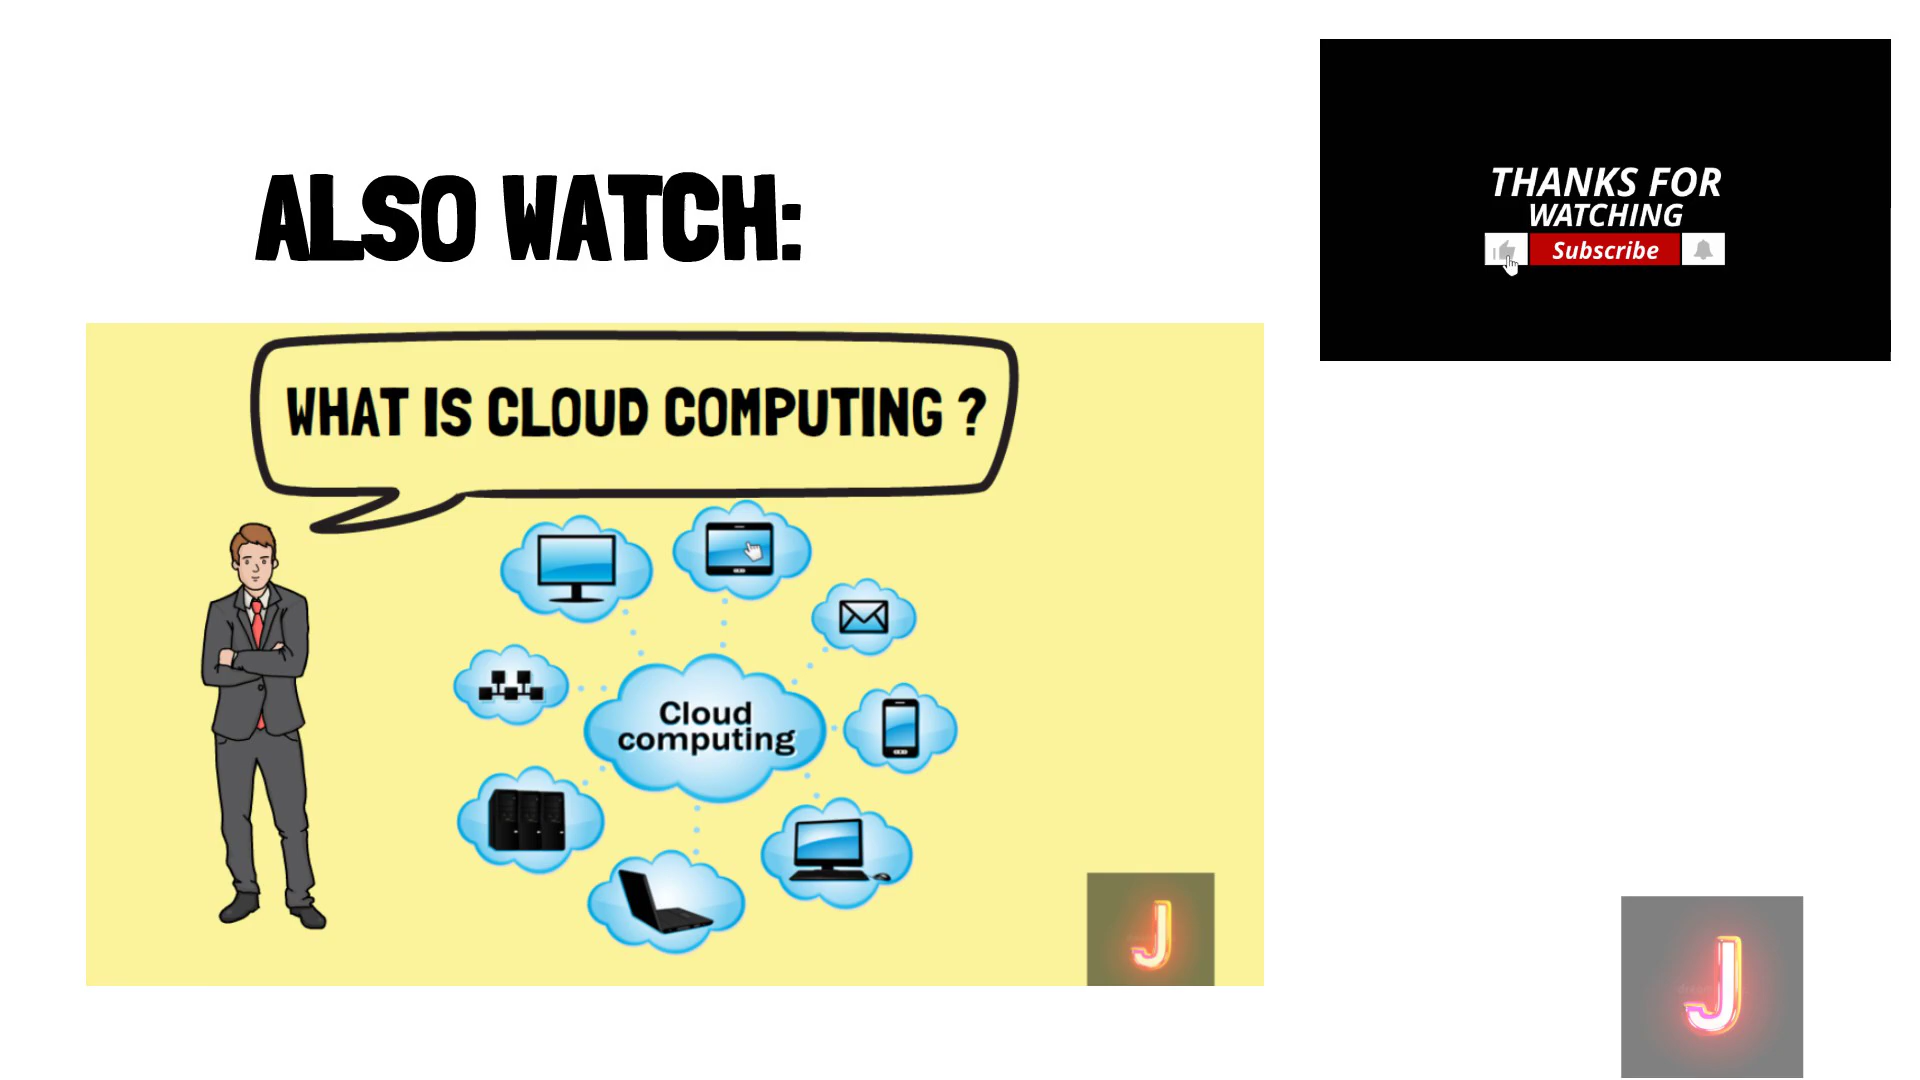 ALSO WATCH:
THANKS FOR
WATCHING
Subscribe
WHAT IS CLOUD COMPUTING ?
Cloud
computing
J
J